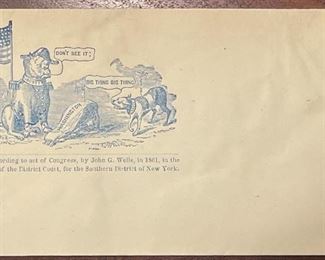 DON'T SEE IT!
BIG THING BIG THING
WASHINGTON
ording to act of Congress, by John G. Wells, in 1861, in the
of the District Court, for the Southern District of New York.